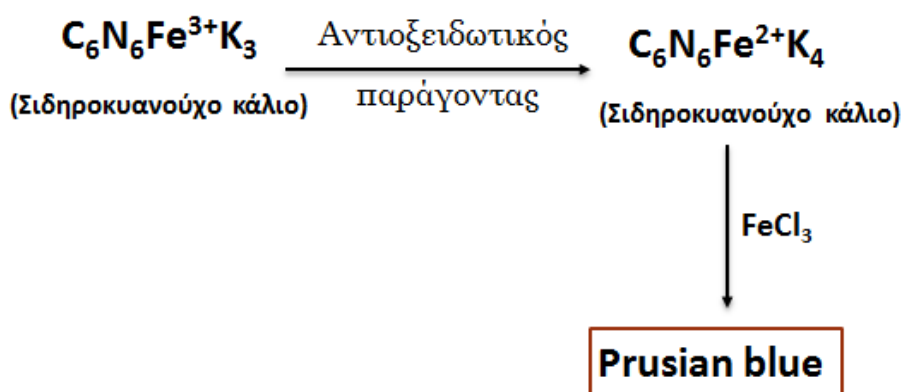 C₆N₆Fe³⁺K₃
(Σιδηροκυανούχο κάλιο)
Αντιοξειδωτικός
παράγοντας
C₆N₆Fe²⁺K₄
(Σιδηροκυανούχο κάλιο)
FeCl₃
Prusian blue